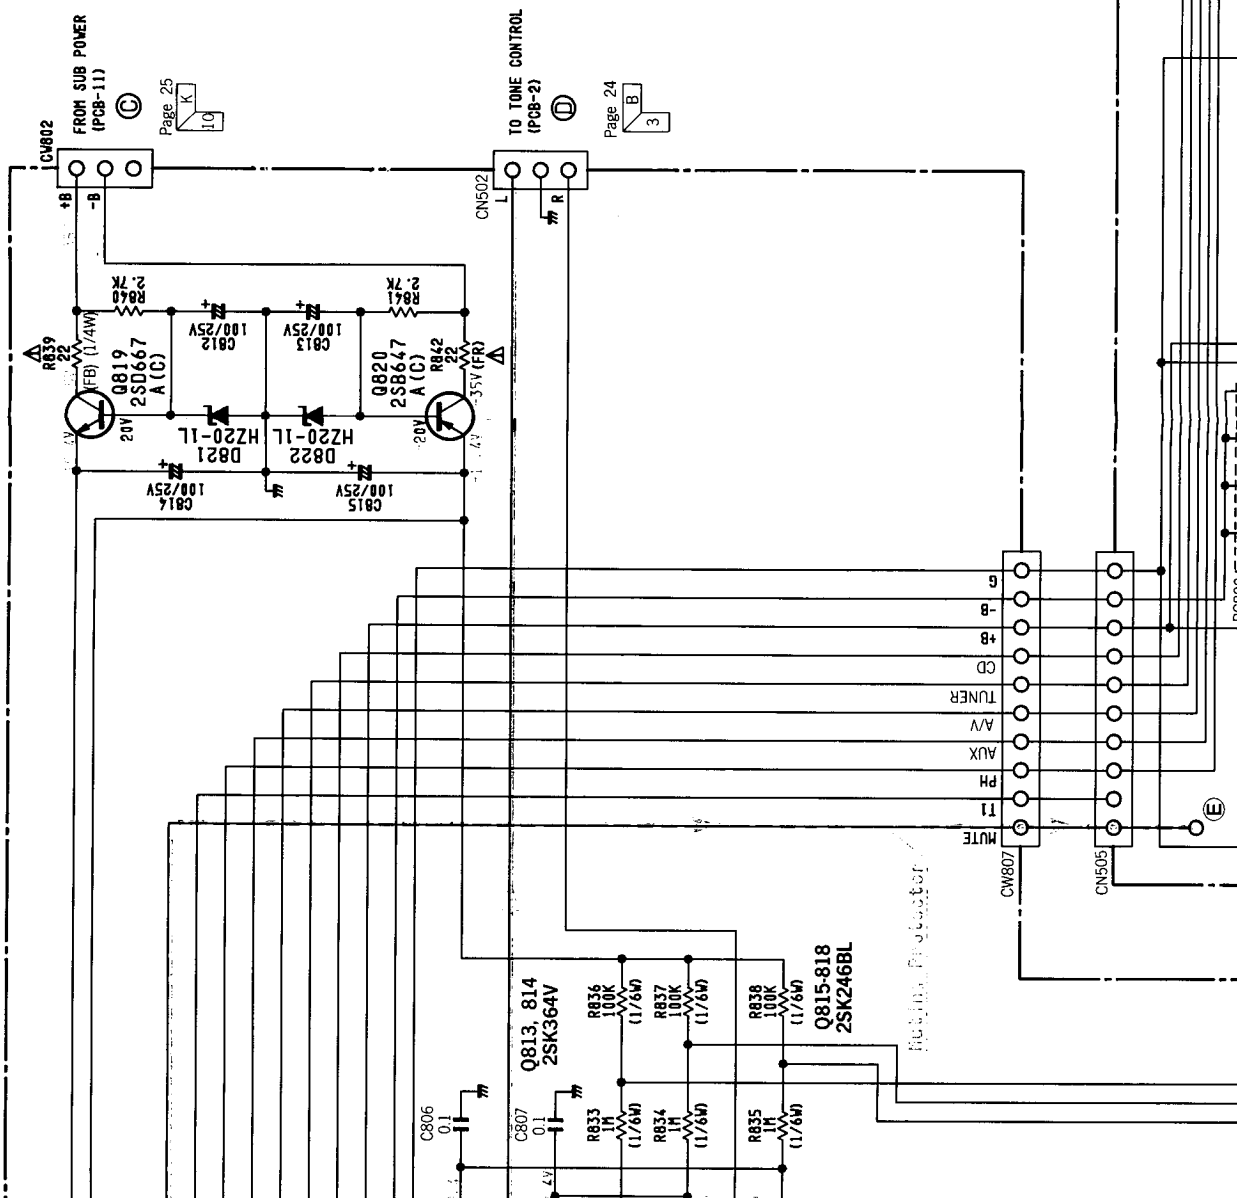 FROM SUB POWER
(PCB-11)
C
Page 25
K
10
CW802
+B
-B
TO TONE CONTROL
(PCB-2)
D
Page 24
B
3
CN502
L
R
R839
22
(FB) (1/4W)
R840
2.7K
C812
100/25V
C813
100/25V
R841
2.7K
Q819
2SD667
A(C)
20V
D821
HZ20-1L
D822
HZ20-1L
Q820
2SB647
A(C)
-20V
R842
22
(FR)
-35V
C814
100/25V
C815
100/25V
G
-B
+B
CD
TUNER
A/V
AUX
PH
T1
MUTE
CW807
CN505
E
Q813, 814
2SK364V
R836
100K
(1/6W)
R837
100K
(1/6W)
R838
100K
(1/6W)
Q815-818
2SK246BL
C806
0.1
C807
0.1
R833
1M
(1/6W)
R834
1M
(1/6W)
R835
1M
(1/6W)